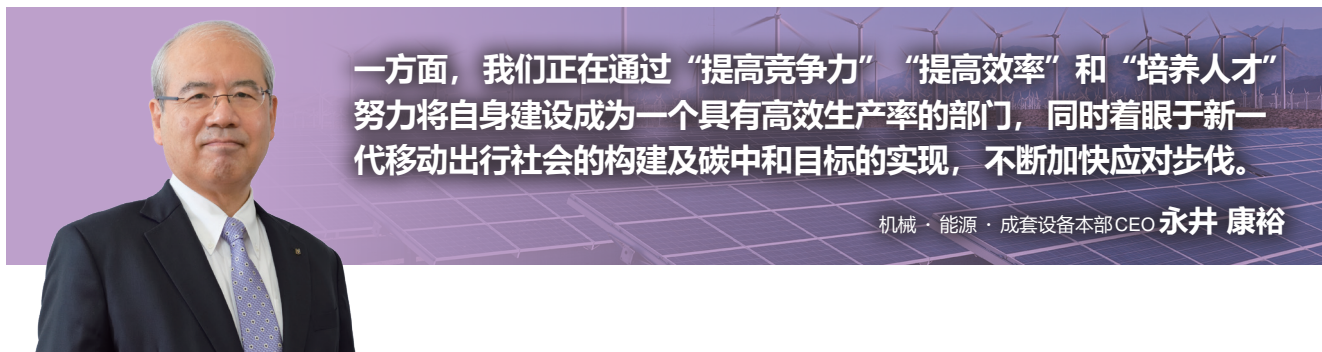 一方面，我们正在通过“提高竞争力”“提高效率”和“培养人才”
努力将自身建设成为一个具有高效生产率的部门，同时着眼于新一
代移动出行社会的构建及碳中和目标的实现，不断加快应对步伐。
机械 · 能源 · 成套设备本部CEO 永井 康裕